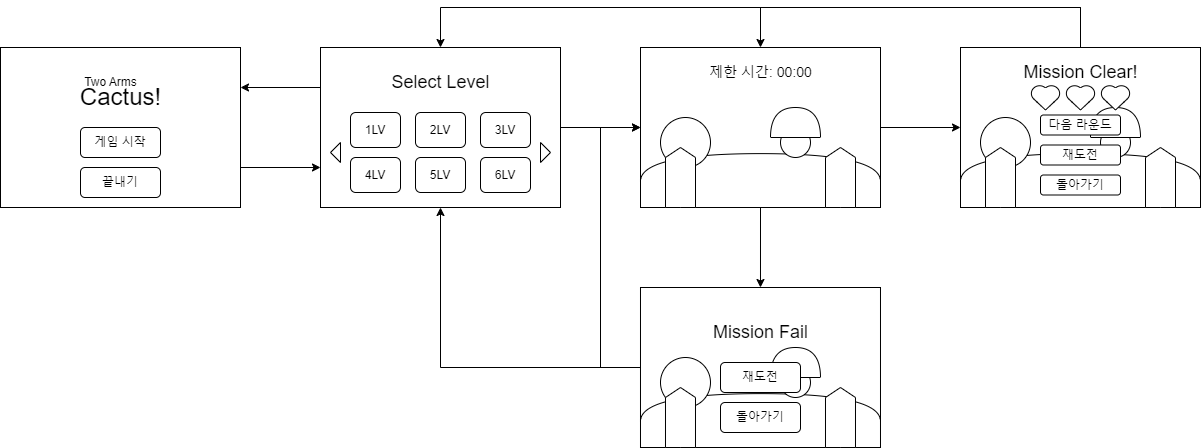 Two Arms
Cactus!
게임 시작
끝내기
Select Level
1LV
2LV
3LV
4LV
5LV
6LV
제한 시간: 00:00
Mission Clear!
다음 라운드
재도전
돌아가기
Mission Fail
재도전
돌아가기